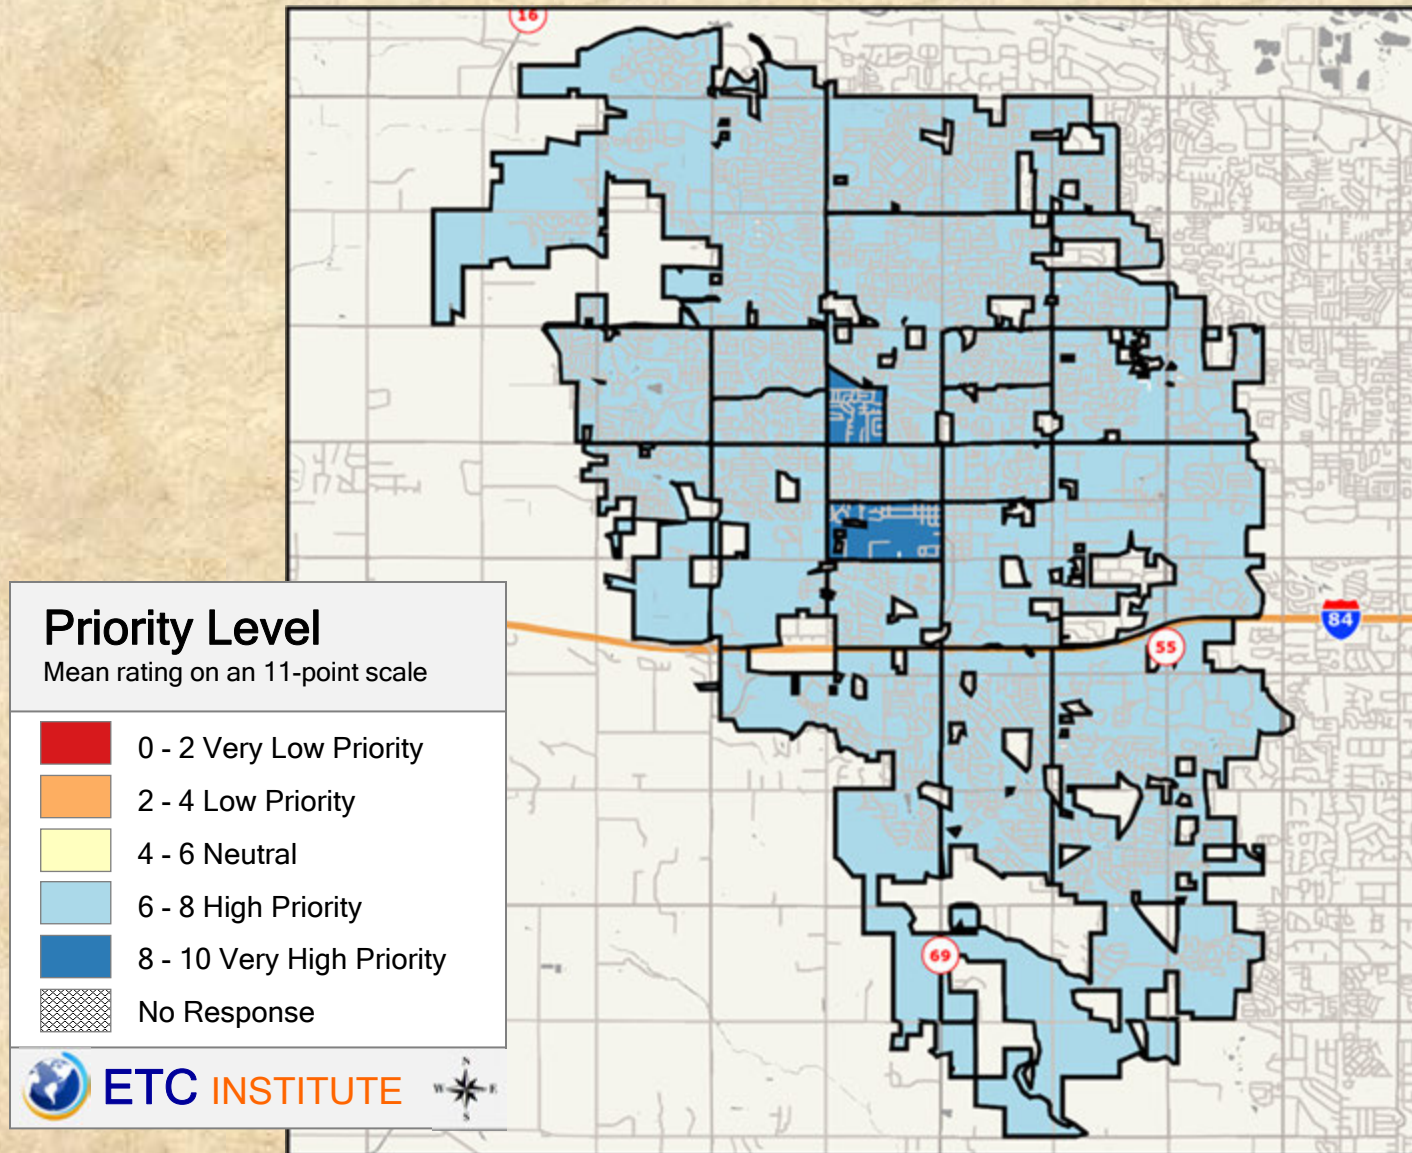 16
84
55
69
Priority Level
Mean rating on an 11-point scale
0 - 2 Very Low Priority
2 - 4 Low Priority
4 - 6 Neutral
6 - 8 High Priority
8 - 10 Very High Priority
No Response
ETC INSTITUTE
N
W E
S